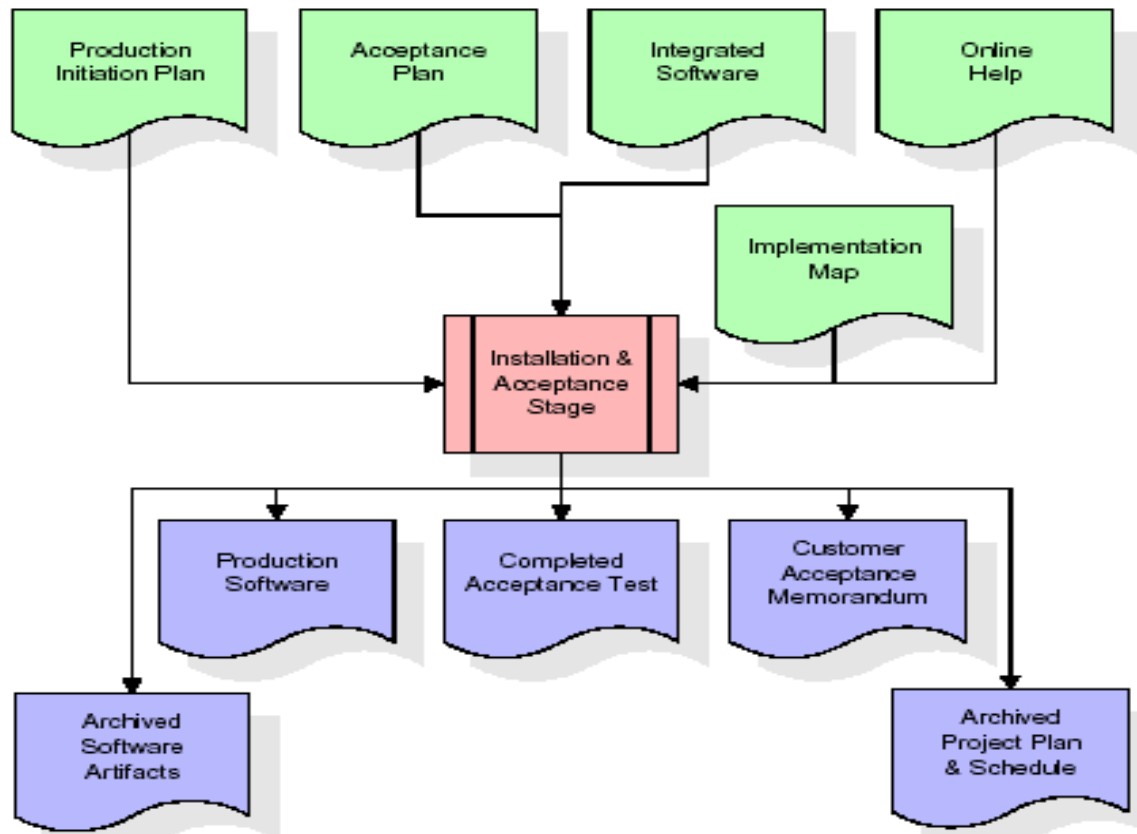 Production
Initiation Plan
Acceptance
Plan
Integrated
Software
Online
Help
Implementation
Map
Installation &
Acceptance
Stage
Production
Software
Completed
Acceptance Test
Customer
Acceptance
Memorandum
Archived
Software
Artifacts
Archived
Project Plan
& Schedule